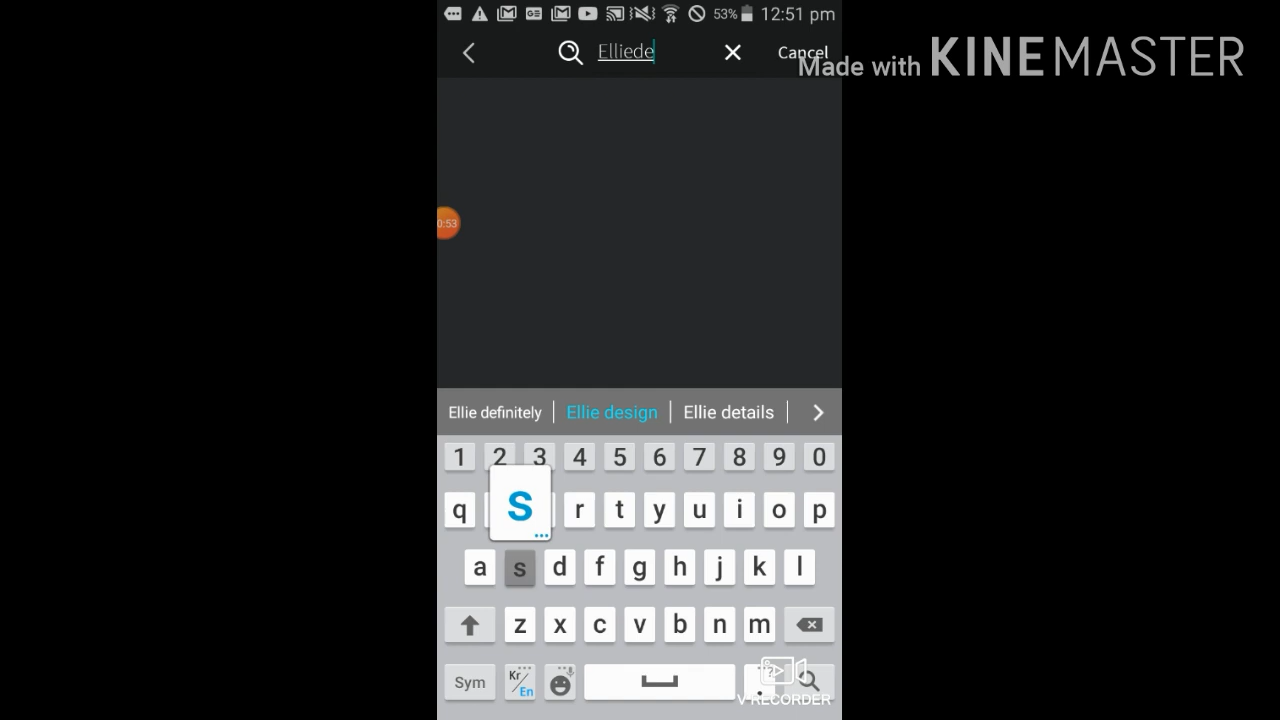 53% 12:51 pm
Elliede
Cancel
Made with KINEMASTER
0:53
Ellie definitely Ellie design Ellie details
1 2 3 4 5 6 7 8 9 0
q r t y u i o p
S
a s d f g h j k l
z x c v b n m
Sym Kr/En
V-RECORDER